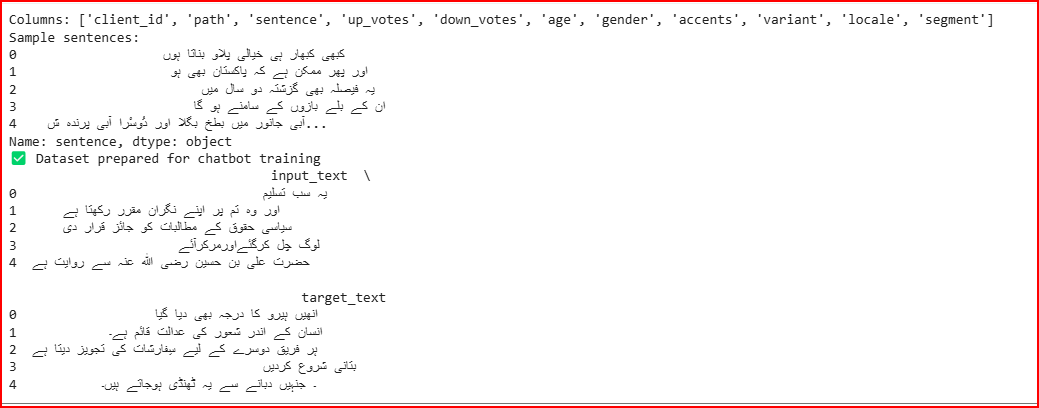 Columns: ['client_id', 'path', 'sentence', 'up_votes', 'down_votes', 'age', 'gender', 'accents', 'variant', 'locale', 'segment']
Sample sentences:
0 کبھی کبھار ہی خیالی پلاو بناتا ہوں
1 اور پھر ممکن ہے کہ پاکستان بھی ہو
2 یہ فیصلہ بھی گزشتہ دو سال میں
3 ان کے بلے بازوں کے سامنے ہو گا
4 آبی جانور میں بطخ بگلا اور دُوسْرا آبی پرندہ ش...
Name: sentence, dtype: object
✅ Dataset prepared for chatbot training
input_text \
0 یہ سب تسلیم
1 اور وہ تم پر اپنے نگران مقرر رکھتا ہے
2 سیاسی حقوق کے مطالبات کو جائز قرار دی
3 لوگ چل کرگئےاورمرکرآئے
4 حضرت علی بن حسین رضی اللہ عنہ سے روایت ہے
target_text
0 انھیں ہیرو کا درجہ بھی دیا گیا
1 انسان کے اندر شعور کی عدالت قائم ہے۔
2 ہر فریق دوسرے کے لیے سفارشات کی تجویز دیتا ہے
3 بتانی شروع کردیں
4 ۔ جنہیں دبانے سے یہ ٹھنڈی ہوجاتے ہیں۔